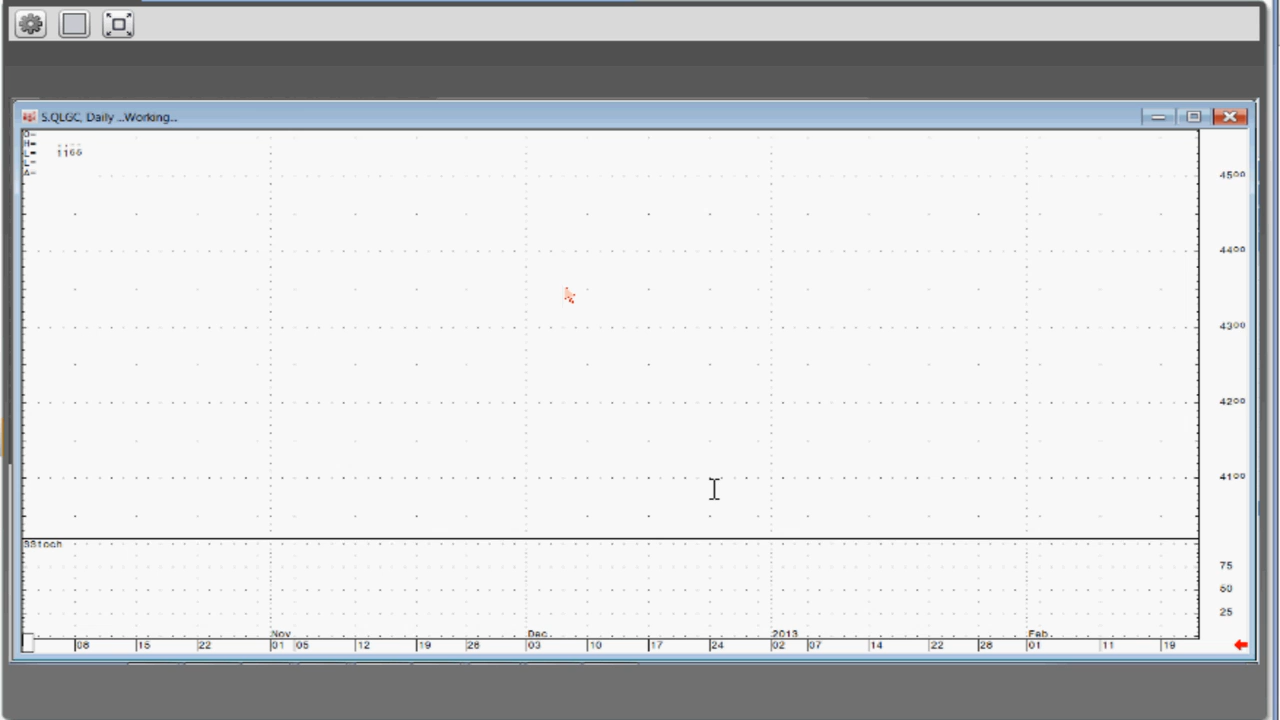 S.QLGC, Daily ...Working...
H=
L=
L=
A=
1166
4500
4400
4300
4200
4100
SStoch
75
50
25
Nov Dec. 2013 Feb.
08 15 22 01 05 12 19 26 03 10 17 24 02 07 14 22 28 01 11 19